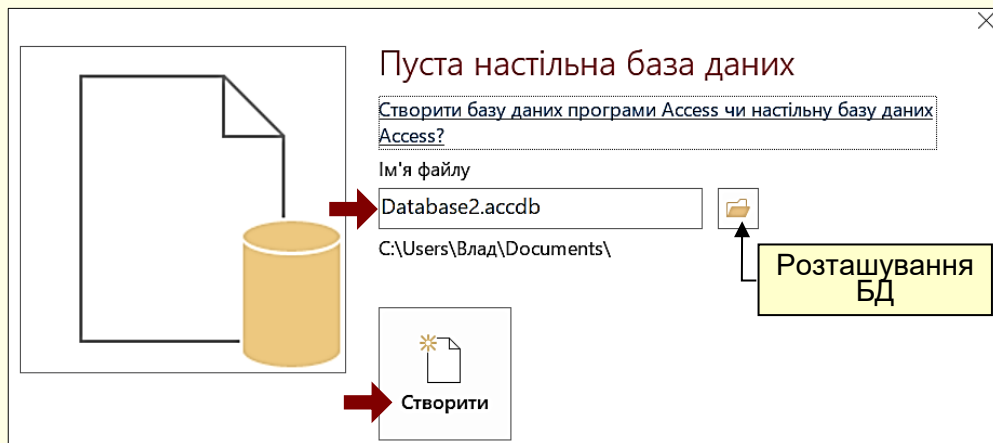 Пуста настільна база даних
Створити базу даних програми Access чи настільну базу даних
Access?
Ім'я файлу
Database2.accdb
C:\Users\Влад\Documents\
Розташування
БД
Створити